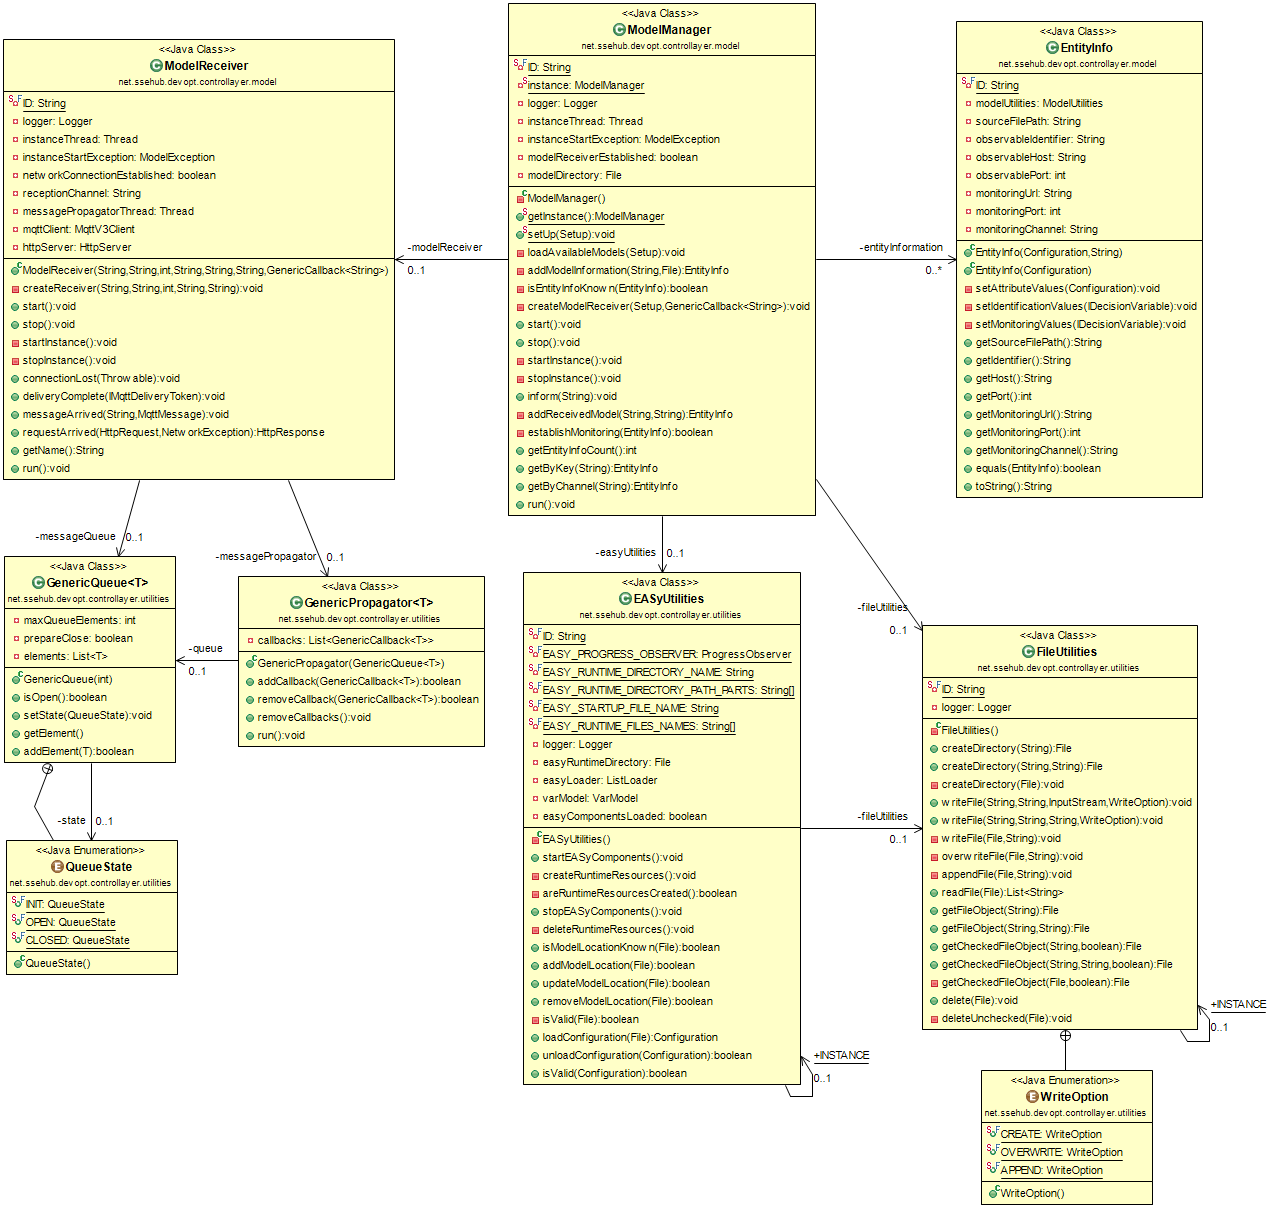 <<Java Class>>
ModelReceiver
net.ssehub.devopt.controllayer.model
ID: String
logger: Logger
instanceThread: Thread
instanceStartException: ModelException
networkConnectionEstablished: boolean
receptionChannel: String
messagePropagatorThread: Thread
mqttClient: MqttV3Client
httpServer: HttpServer
ModelReceiver(String,String,int,String,String,String,GenericCallback<String>)
createReceiver(String,String,int,String,String):void
start():void
stop():void
startInstance():void
stopInstance():void
connectionLost(Throwable):void
deliveryComplete(IMqttDeliveryToken):void
messageArrived(String,MqttMessage):void
requestArrived(HttpRequest,NetworkException):HttpResponse
getName():String
run():void
-modelReceiver
0..1
<<Java Class>>
ModelManager
net.ssehub.devopt.controllayer.model
ID: String
instance: ModelManager
logger: Logger
instanceThread: Thread
instanceStartException: ModelException
modelReceiverEstablished: boolean
modelDirectory: File
ModelManager()
getInstance():ModelManager
setUp(Setup):void
loadAvailableModels(Setup):void
addModelInformation(String,File):EntityInfo
isEntityInfoKnown(EntityInfo):boolean
createModelReceiver(Setup,GenericCallback<String>):void
start():void
stop():void
startInstance():void
stopInstance():void
inform(String):void
addReceivedModel(String,String):EntityInfo
establishMonitoring(EntityInfo):boolean
getEntityInfoCount():int
getByKey(String):EntityInfo
getByChannel(String):EntityInfo
run():void
-entityInformation
0..*
<<Java Class>>
EntityInfo
net.ssehub.devopt.controllayer.model
ID: String
modelUtilities: ModelUtilities
sourceFilePath: String
observableIdentifier: String
observableHost: String
observablePort: int
monitoringUrl: String
monitoringPort: int
monitoringChannel: String
EntityInfo(Configuration,String)
EntityInfo(Configuration)
setAttributeValues(Configuration):void
setIdentificationValues(IDecisionVariable):void
setMonitoringValues(IDecisionVariable):void
getSourceFilePath():String
getIdentifier():String
getHost():String
getPort():int
getMonitoringUrl():String
getMonitoringPort():int
getMonitoringChannel():String
equals(EntityInfo):boolean
toString():String
-messageQueue
0..1
-messagePropagator
0..1
-easyUtilities
0..1
-fileUtilities
0..1
<<Java Class>>
GenericQueue<T>
net.ssehub.devopt.controllayer.utilities
maxQueueElements: int
prepareClose: boolean
elements: List<T>
GenericQueue(int)
isOpen():boolean
setState(QueueState):void
getElement()
addElement(T):boolean
-queue
0..1
<<Java Class>>
GenericPropagator<T>
net.ssehub.devopt.controllayer.utilities
callbacks: List<GenericCallback<T>>
GenericPropagator(GenericQueue<T>)
addCallback(GenericCallback<T>):boolean
removeCallback(GenericCallback<T>):boolean
removeCallbacks():void
run():void
-state
0..1
<<Java Enumeration>>
QueueState
net.ssehub.devopt.controllayer.utilities
INIT: QueueState
OPEN: QueueState
CLOSED: QueueState
QueueState()
<<Java Class>>
EASyUtilities
net.ssehub.devopt.controllayer.utilities
ID: String
EASY_PROGRESS_OBSERVER: ProgressObserver
EASY_RUNTIME_DIRECTORY_NAME: String
EASY_RUNTIME_DIRECTORY_PATH_PARTS: String[]
EASY_STARTUP_FILE_NAME: String
EASY_RUNTIME_FILES_NAMES: String[]
logger: Logger
easyRuntimeDirectory: File
easyLoader: ListLoader
varModel: VarModel
easyComponentsLoaded: boolean
EASyUtilities()
startEASyComponents():void
createRuntimeResources():void
areRuntimeResourcesCreated():boolean
stopEASyComponents():void
deleteRuntimeResources():void
isModelLocationKnown(File):boolean
addModelLocation(File):boolean
updateModelLocation(File):boolean
removeModelLocation(File):boolean
isValid(File):boolean
loadConfiguration(File):Configuration
unloadConfiguration(Configuration):boolean
isValid(Configuration):boolean
+INSTANCE
0..1
-fileUtilities
0..1
<<Java Class>>
FileUtilities
net.ssehub.devopt.controllayer.utilities
ID: String
logger: Logger
FileUtilities()
createDirectory(String):File
createDirectory(String,String):File
createDirectory(File):void
writeFile(String,String,InputStream,WriteOption):void
writeFile(String,String,String,WriteOption):void
writeFile(File,String):void
overwriteFile(File,String):void
appendFile(File,String):void
readFile(File):List<String>
getFileObject(String):File
getFileObject(String,String):File
getCheckedFileObject(String,boolean):File
getCheckedFileObject(String,String,boolean):File
getCheckedFileObject(File,boolean):File
delete(File):void
deleteUnchecked(File):void
+INSTANCE
0..1
<<Java Enumeration>>
WriteOption
net.ssehub.devopt.controllayer.utilities
CREATE: WriteOption
OVERWRITE: WriteOption
APPEND: WriteOption
WriteOption()